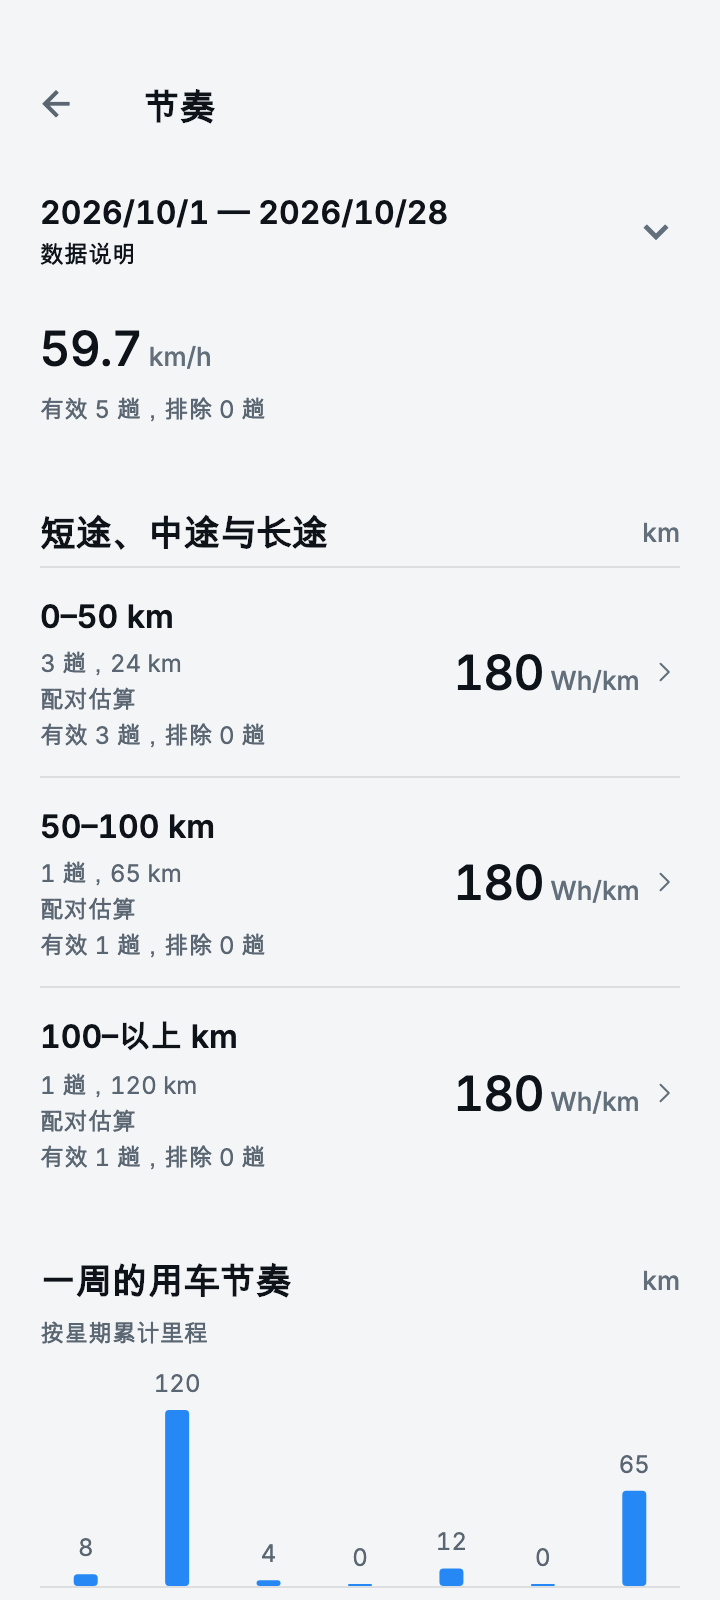 节奏
2026/10/1 — 2026/10/28
数据说明
59.7 km/h
有效 5 趟，排除 0 趟
短途、中途与长途 km
0–50 km
3 趟，24 km
配对估算
有效 3 趟，排除 0 趟
180 Wh/km
50–100 km
1 趟，65 km
配对估算
有效 1 趟，排除 0 趟
180 Wh/km
100–以上 km
1 趟，120 km
配对估算
有效 1 趟，排除 0 趟
180 Wh/km
一周的用车节奏 km
按星期累计里程
8 120 4 0 12 0 65